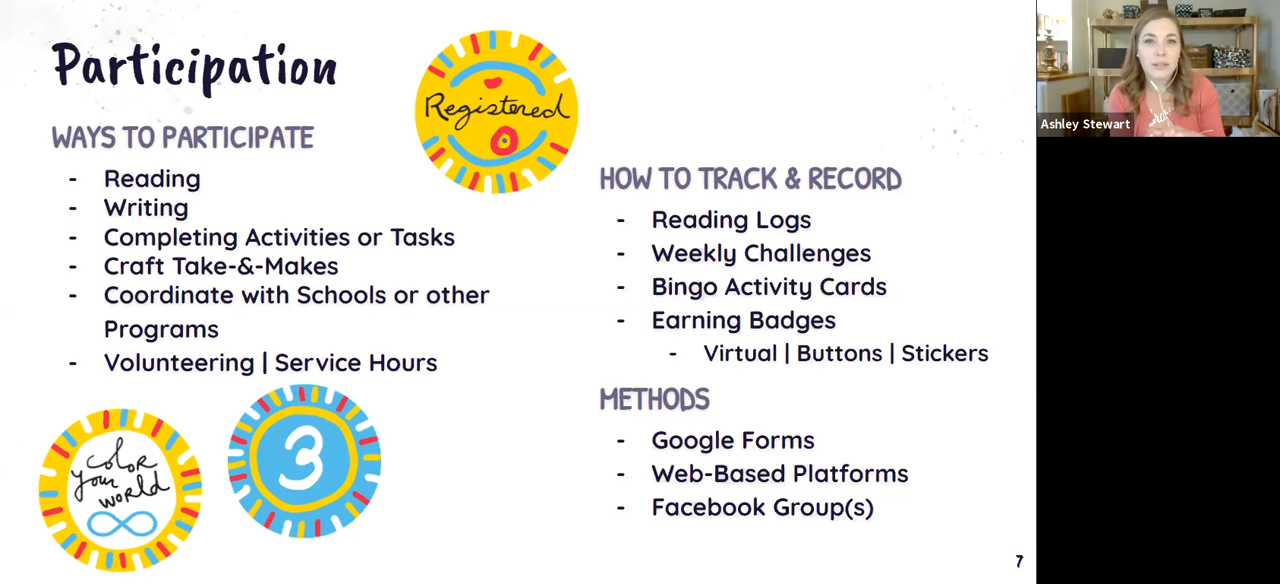 Participation
Registered
WAYS TO PARTICIPATE
- Reading
- Writing
- Completing Activities or Tasks
- Craft Take-&-Makes
- Coordinate with Schools or other
Programs
- Volunteering | Service Hours
color
your
world
3
HOW TO TRACK & RECORD
- Reading Logs
- Weekly Challenges
- Bingo Activity Cards
- Earning Badges
- Virtual | Buttons | Stickers
METHODS
- Google Forms
- Web-Based Platforms
- Facebook Group(s)
7
Ashley Stewart